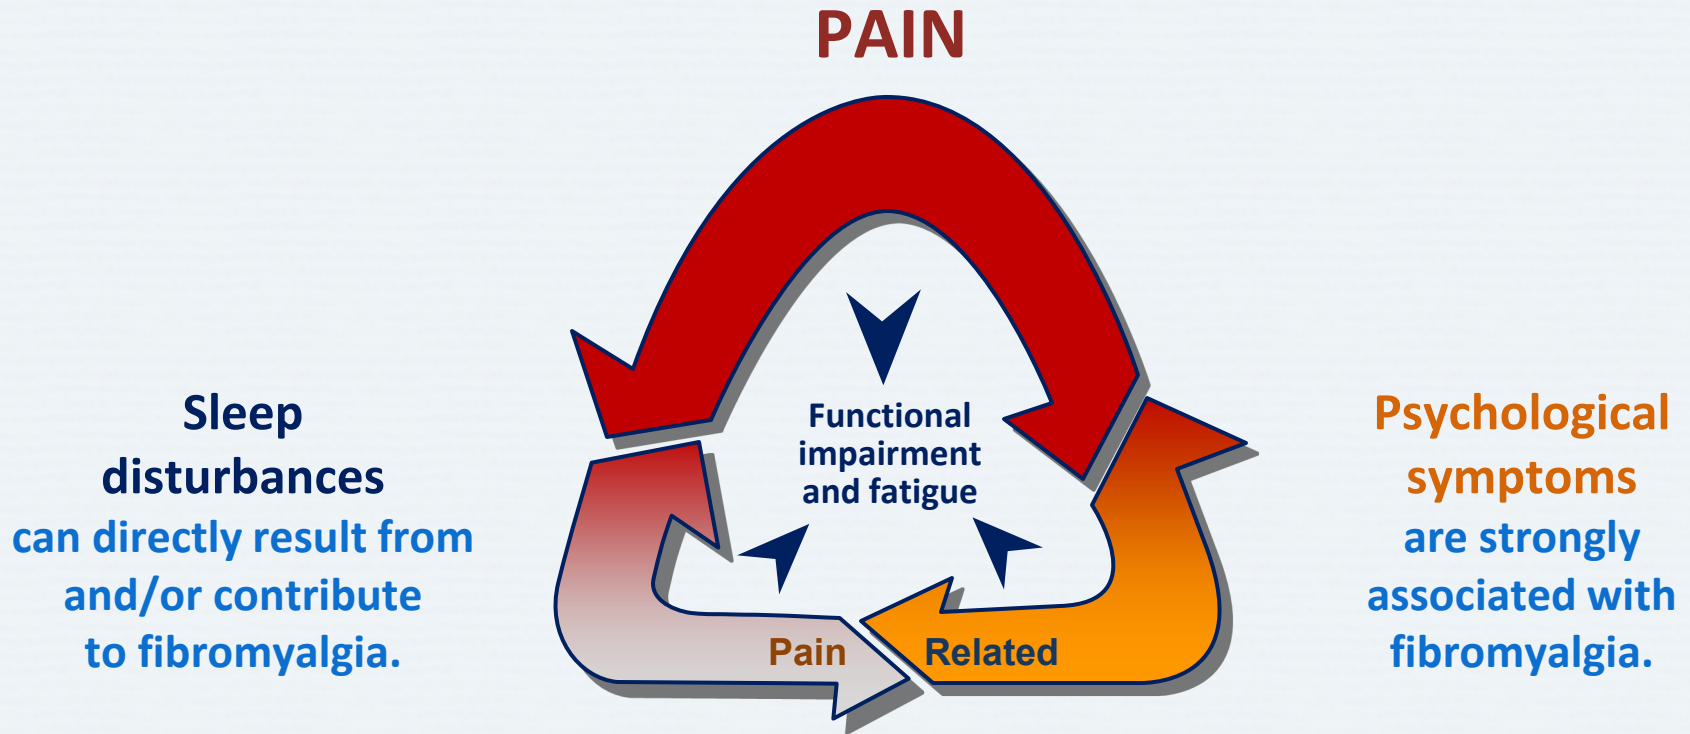 PAIN
Sleep
disturbances
can directly result from
and/or contribute
to fibromyalgia.
Functional
impairment
and fatigue
Psychological
symptoms
are strongly
associated with
fibromyalgia.
Pain Related